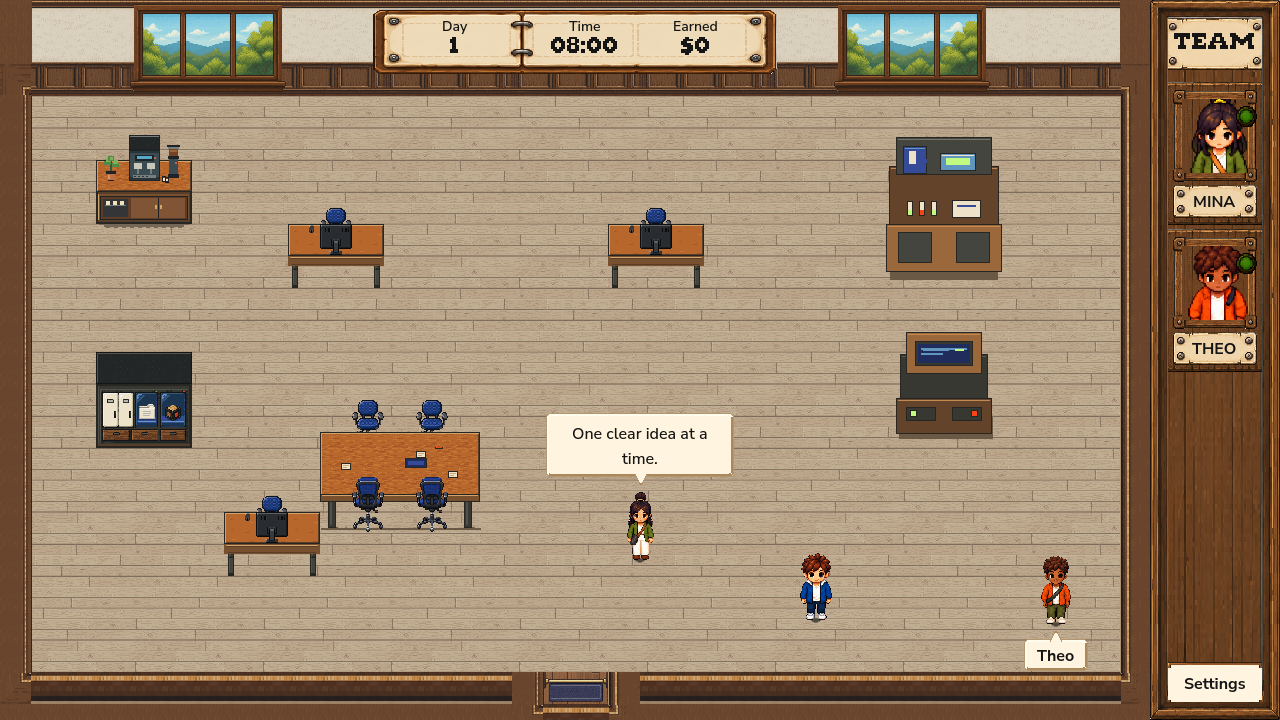 Day
1
Time
08:00
Earned
$0
TEAM
MINA
THEO
One clear idea at a
time.
Theo
Settings